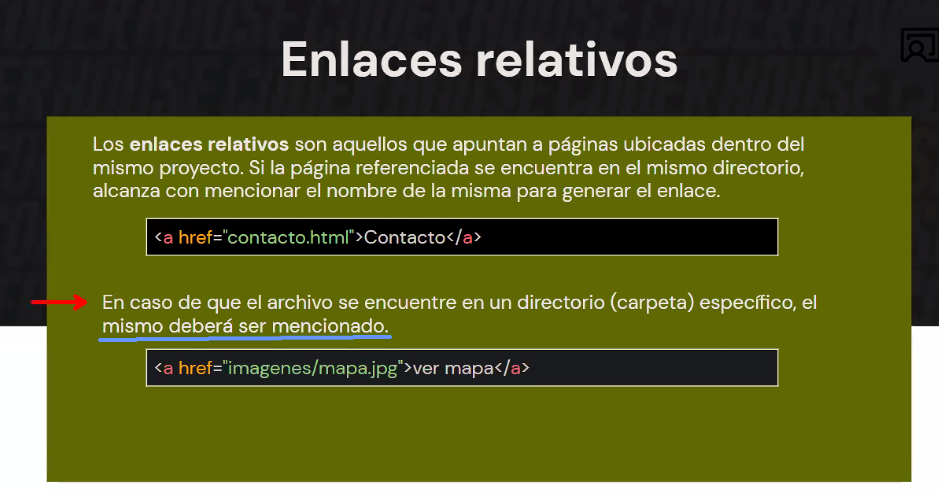 Enlaces relativos
Los enlaces relativos son aquellos que apuntan a páginas ubicadas dentro del
mismo proyecto. Si la página referenciada se encuentra en el mismo directorio,
alcanza con mencionar el nombre de la misma para generar el enlace.
<a href="contacto.html">Contacto</a>
En caso de que el archivo se encuentre en un directorio (carpeta) específico, el
mismo deberá ser mencionado.
<a href="imagenes/mapa.jpg">ver mapa</a>